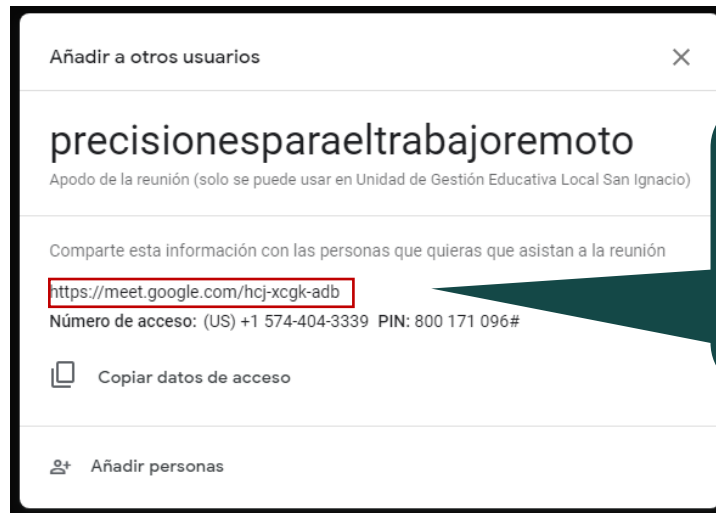 Añadir a otros usuarios
precisionesparaeltrabajoremoto
Apodo de la reunión (solo se puede usar en Unidad de Gestión Educativa Local San Ignacio)
Comparte esta información con las personas que quieras que asistan a la reunión
https://meet.google.com/hcj-xcgk-adb
Número de acceso: (US) +1 574-404-3339 PIN: 800 171 096#
Copiar datos de acceso
Añadir personas